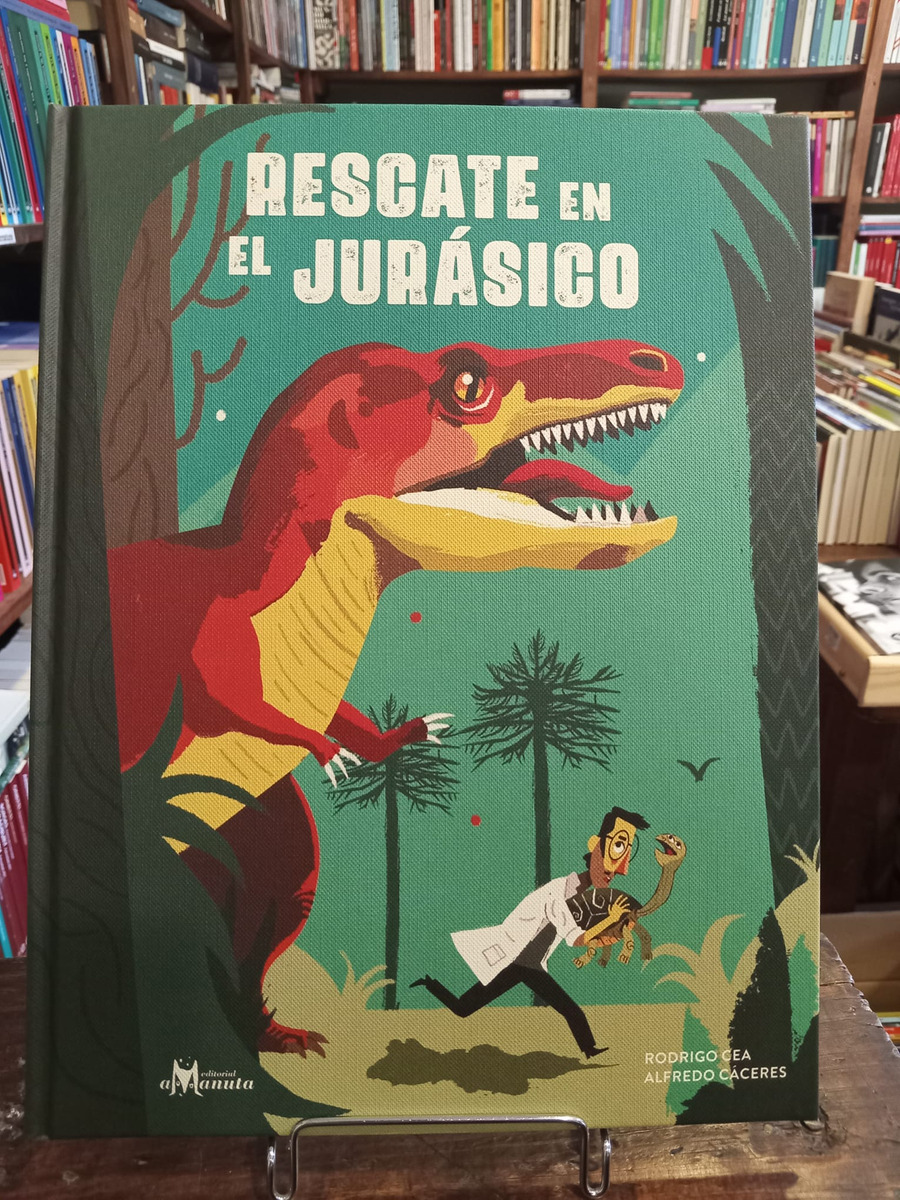 RESCATE EN
EL JURÁSICO
editorial
aManuta
RODRIGO CEA
ALFREDO CÁCERES